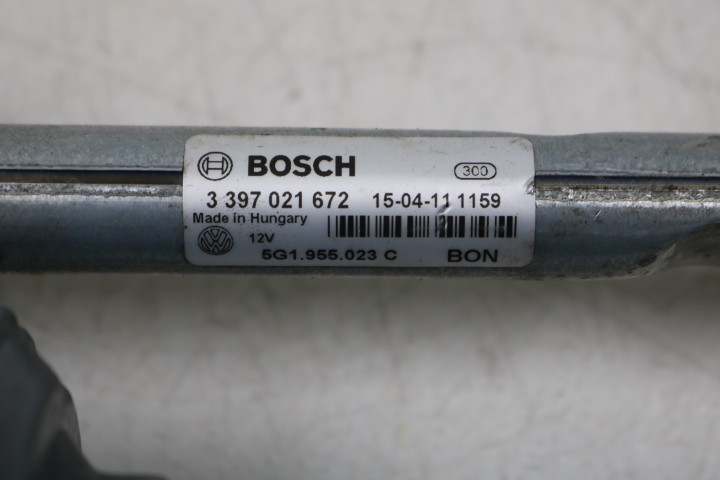 BOSCH 300
3 397 021 672 15-04-11 1159
Made in Hungary
12V
5G1.955.023 C BON